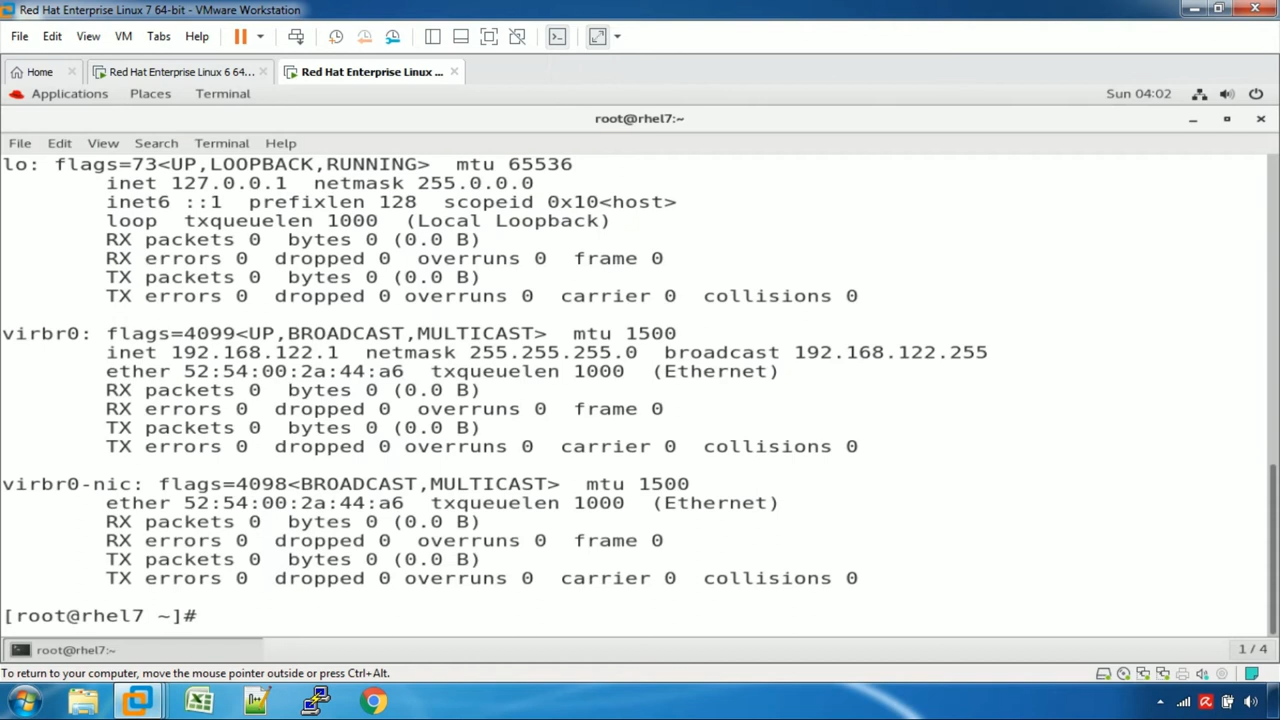 Red Hat Enterprise Linux 7 64-bit - VMware Workstation
File Edit View VM Tabs Help
Home Red Hat Enterprise Linux 6 64... Red Hat Enterprise Linux ...
Applications Places Terminal Sun 04:02
root@rhel7:~
File Edit View Search Terminal Help
lo: flags=73<UP,LOOPBACK,RUNNING> mtu 65536
inet 127.0.0.1 netmask 255.0.0.0
inet6 ::1 prefixlen 128 scopeid 0x10<host>
loop txqueuelen 1000 (Local Loopback)
RX packets 0 bytes 0 (0.0 B)
RX errors 0 dropped 0 overruns 0 frame 0
TX packets 0 bytes 0 (0.0 B)
TX errors 0 dropped 0 overruns 0 carrier 0 collisions 0
virbr0: flags=4099<UP,BROADCAST,MULTICAST> mtu 1500
inet 192.168.122.1 netmask 255.255.255.0 broadcast 192.168.122.255
ether 52:54:00:2a:44:a6 txqueuelen 1000 (Ethernet)
RX packets 0 bytes 0 (0.0 B)
RX errors 0 dropped 0 overruns 0 frame 0
TX packets 0 bytes 0 (0.0 B)
TX errors 0 dropped 0 overruns 0 carrier 0 collisions 0
virbr0-nic: flags=4098<BROADCAST,MULTICAST> mtu 1500
ether 52:54:00:2a:44:a6 txqueuelen 1000 (Ethernet)
RX packets 0 bytes 0 (0.0 B)
RX errors 0 dropped 0 overruns 0 frame 0
TX packets 0 bytes 0 (0.0 B)
TX errors 0 dropped 0 overruns 0 carrier 0 collisions 0
[root@rhel7 ~]#
root@rhel7:~ 1 / 4
To return to your computer, move the mouse pointer outside or press Ctrl+Alt.